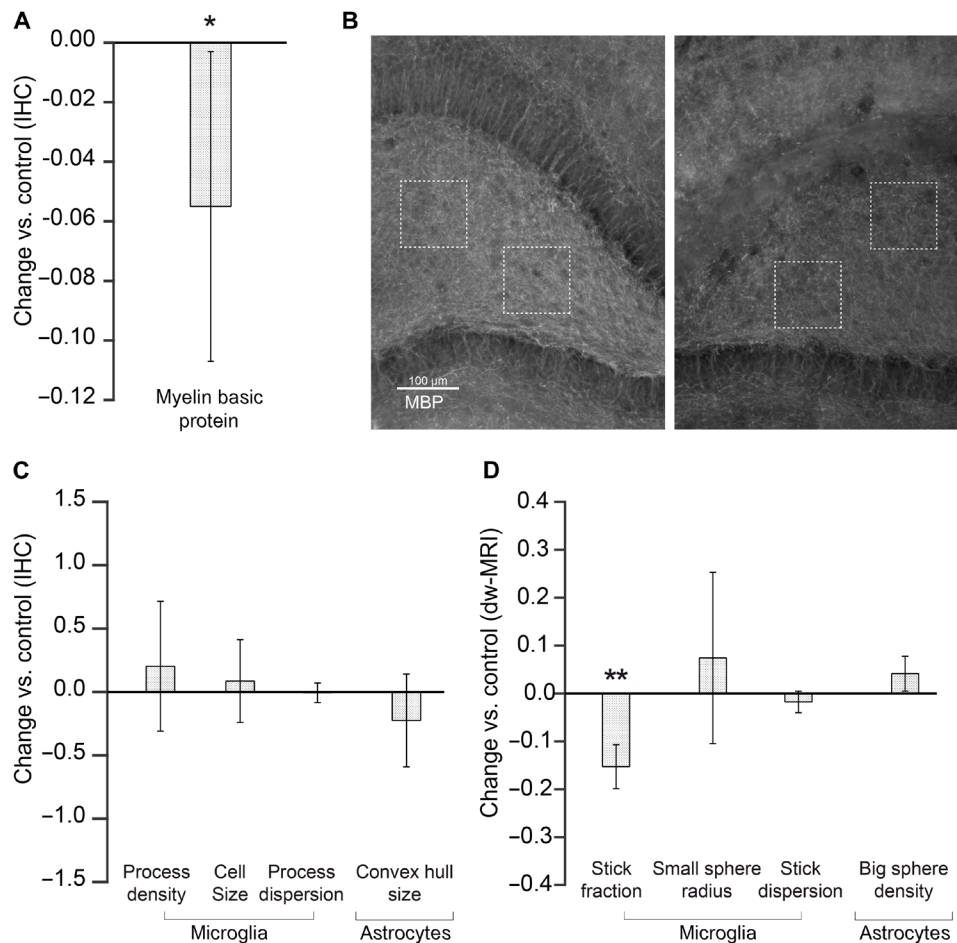 A
*
Change vs. control (IHC)
0.00
−0.02
−0.04
−0.06
−0.08
−0.10
−0.12
Myelin basic
protein
B
100 µm
MBP
C
Change vs. control (IHC)
1.5
1.0
0.5
0.0
−0.5
−1.0
−1.5
Process
density
Cell
Size
Process
dispersion
Convex hull
size
Microglia
Astrocytes
D
Change vs. control (dw-MRI)
0.4
0.3
0.2
0.1
0.0
−0.1
−0.2
−0.3
−0.4
**
Stick
fraction
Small sphere
radius
Stick
dispersion
Big sphere
density
Microglia
Astrocytes